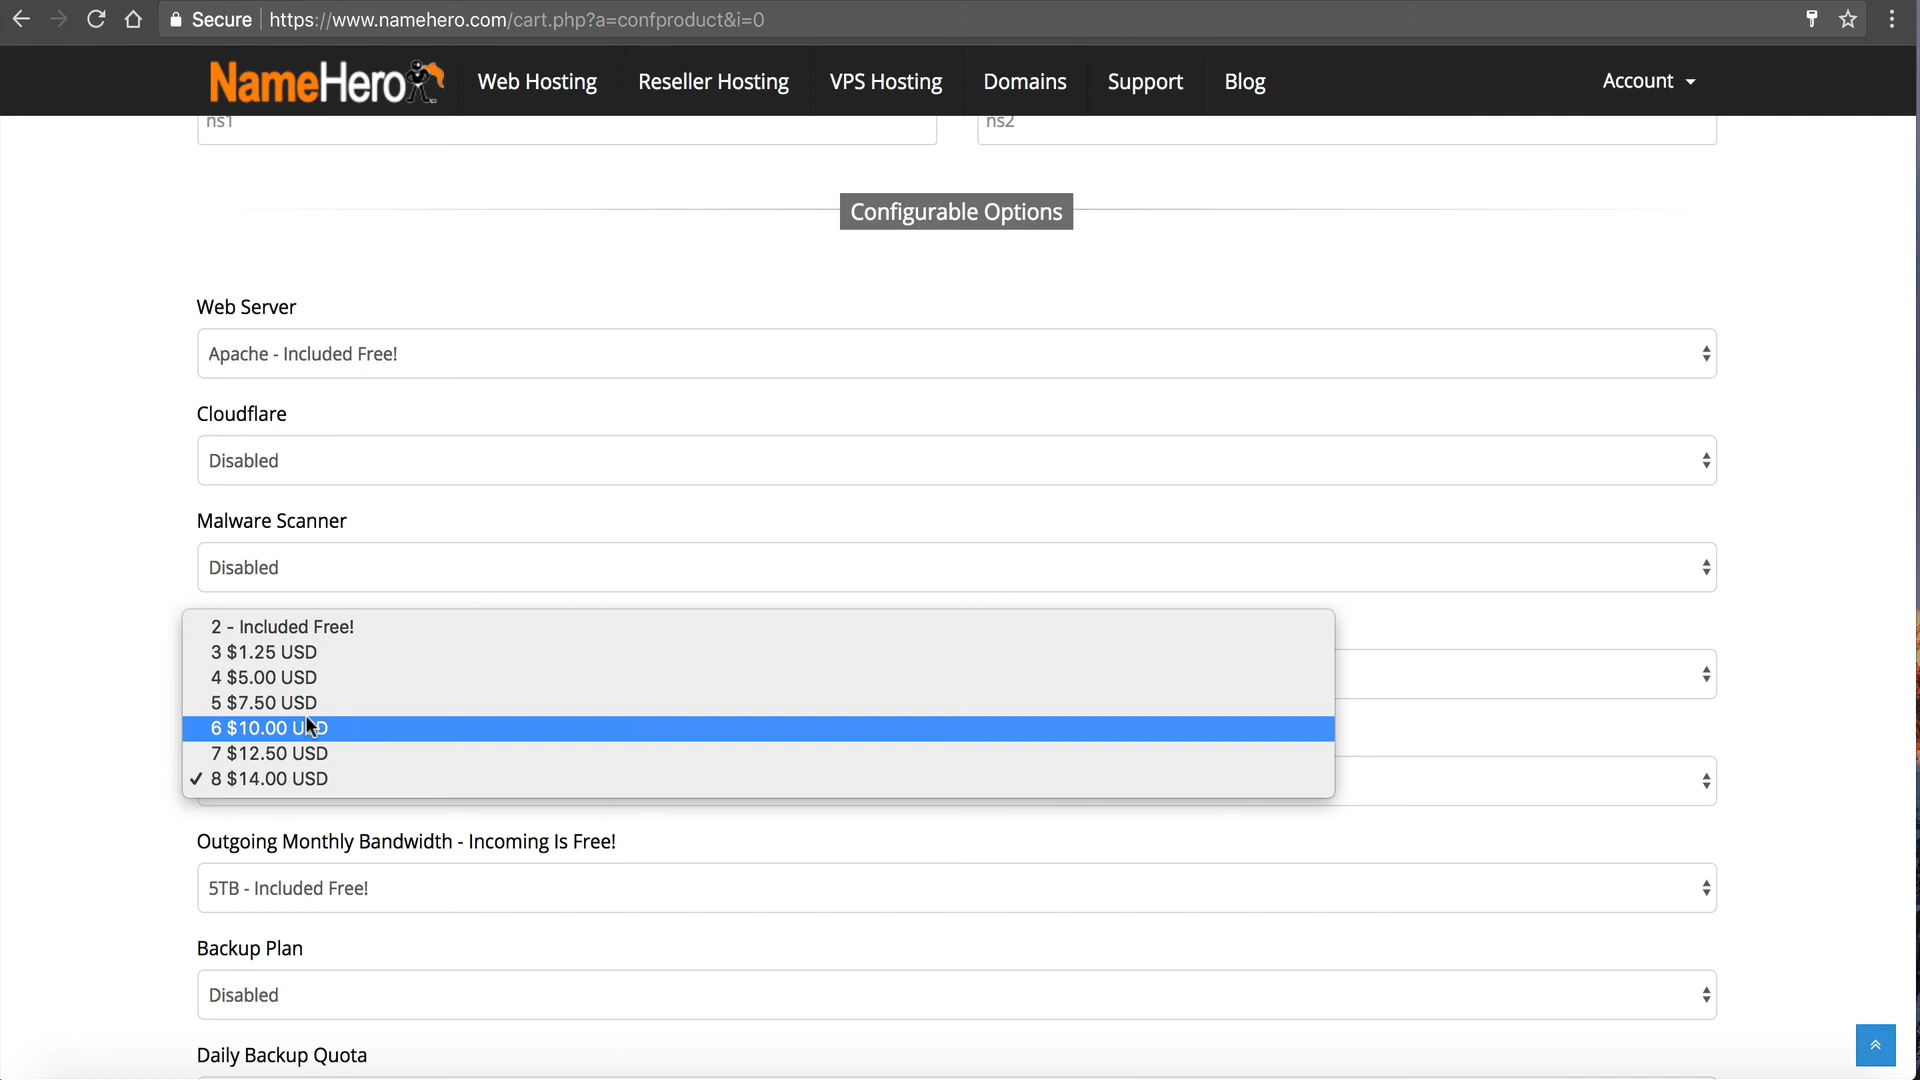 Secure
https://www.namehero.com/cart.php?a=confproduct&i=0
NameHero
Web Hosting
Reseller Hosting
VPS Hosting
Domains
Support
Blog
Account
ns1
ns2
Configurable Options
Web Server
Apache - Included Free!
Cloudflare
Disabled
Malware Scanner
Disabled
2 - Included Free!
3 $1.25 USD
4 $5.00 USD
5 $7.50 USD
6 $10.00 USD
7 $12.50 USD
✓ 8 $14.00 USD
Outgoing Monthly Bandwidth - Incoming Is Free!
5TB - Included Free!
Backup Plan
Disabled
Daily Backup Quota